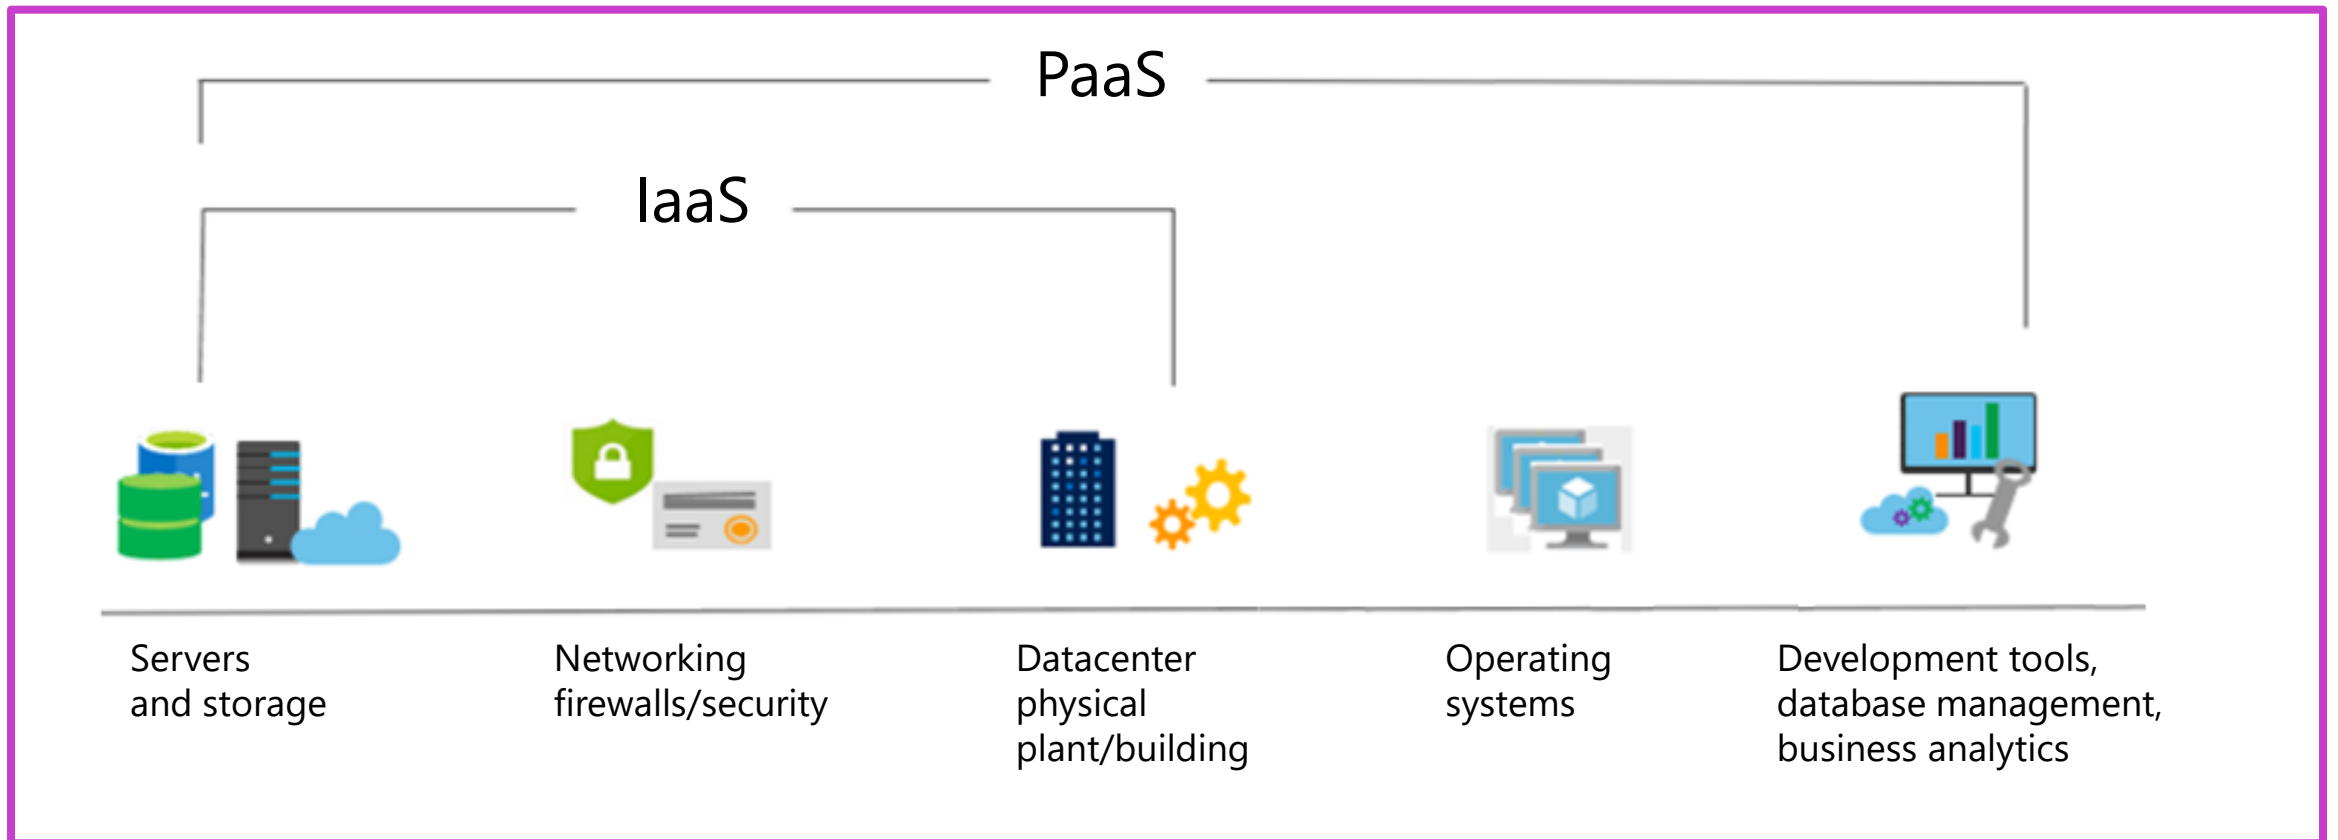 PaaS
IaaS
Servers
and storage
Networking
firewalls/security
Datacenter
physical
plant/building
Operating
systems
Development tools,
database management,
business analytics